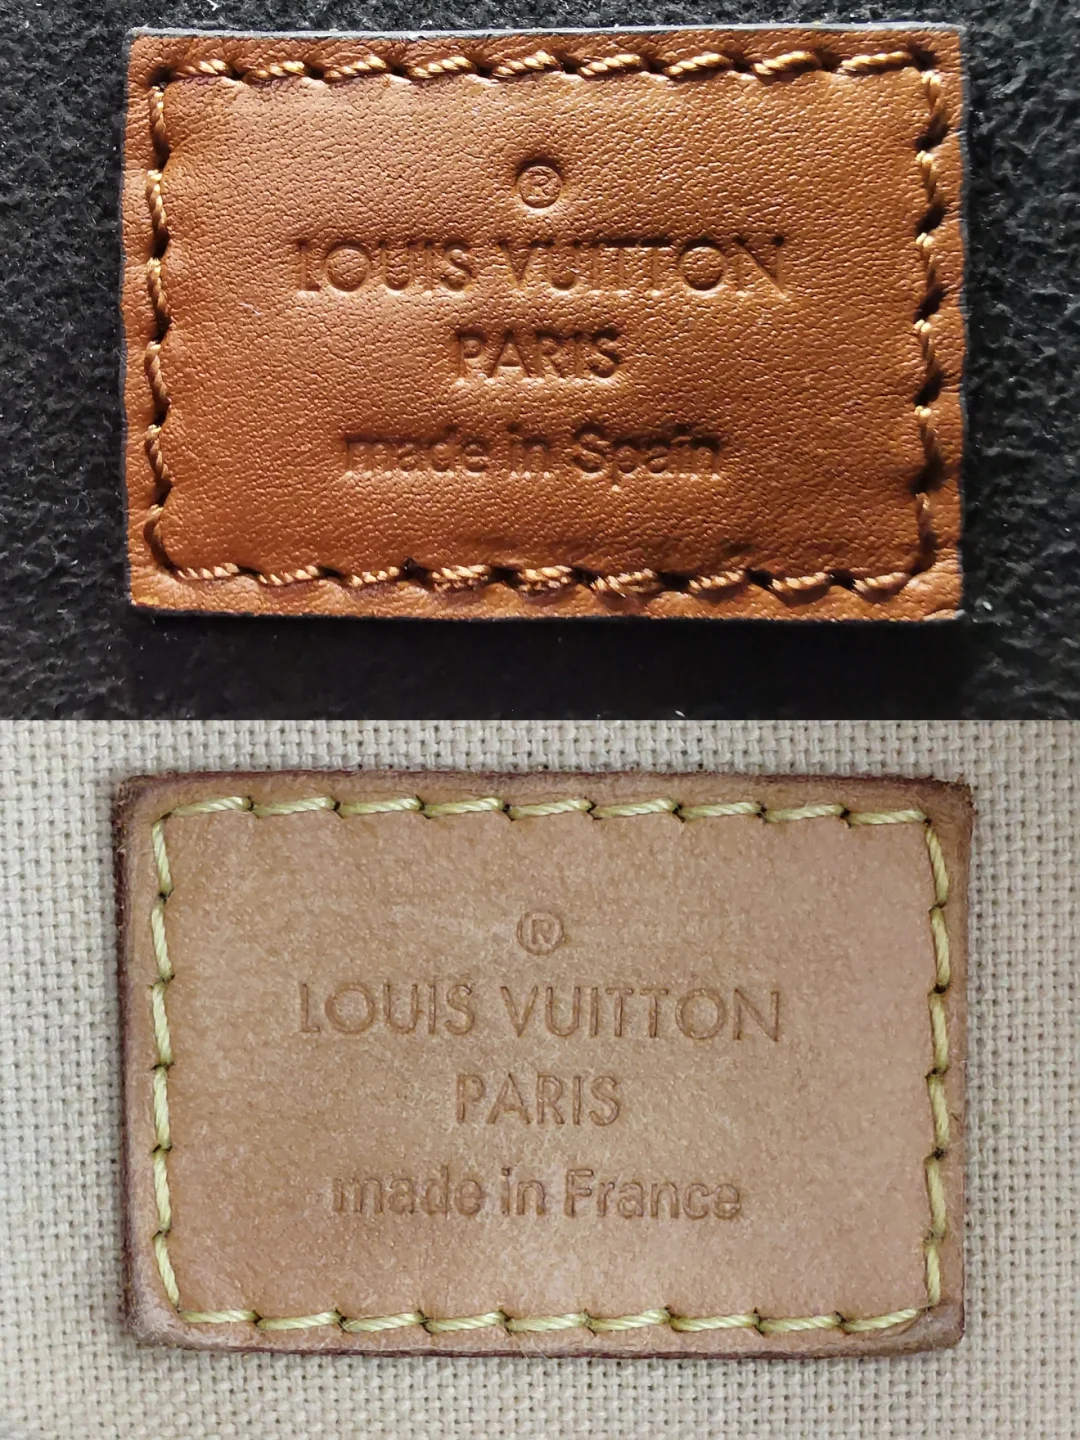 ®
LOUIS VUITTON
PARIS
made in Spain
®
LOUIS VUITTON
PARIS
made in France